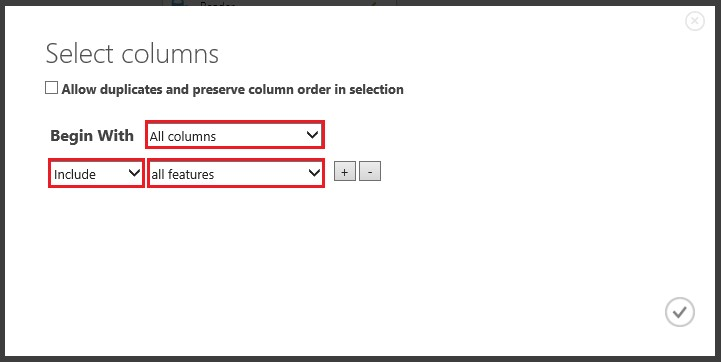 Select columns
Allow duplicates and preserve column order in selection
Begin With All columns
Include all features + -